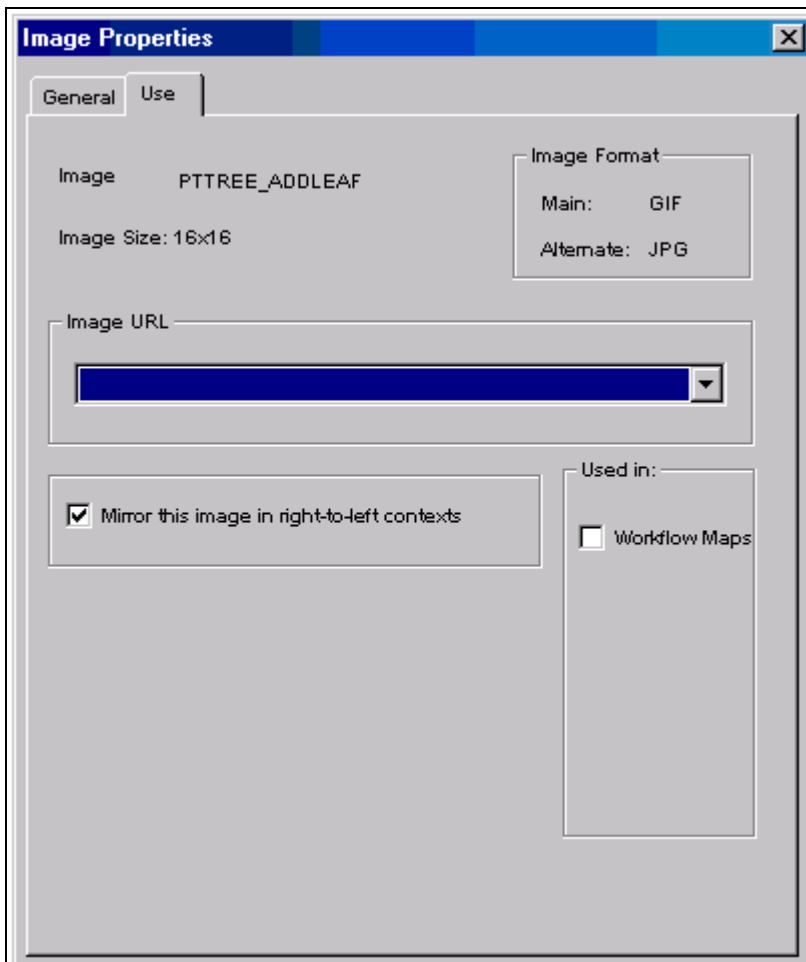 Image Properties
General
Use
Image PTTREE_ADDLEAF
Image Size: 16x16
Image Format
Main: GIF
Alternate: JPG
Image URL
Mirror this image in right-to-left contexts
Used in:
Workflow Maps